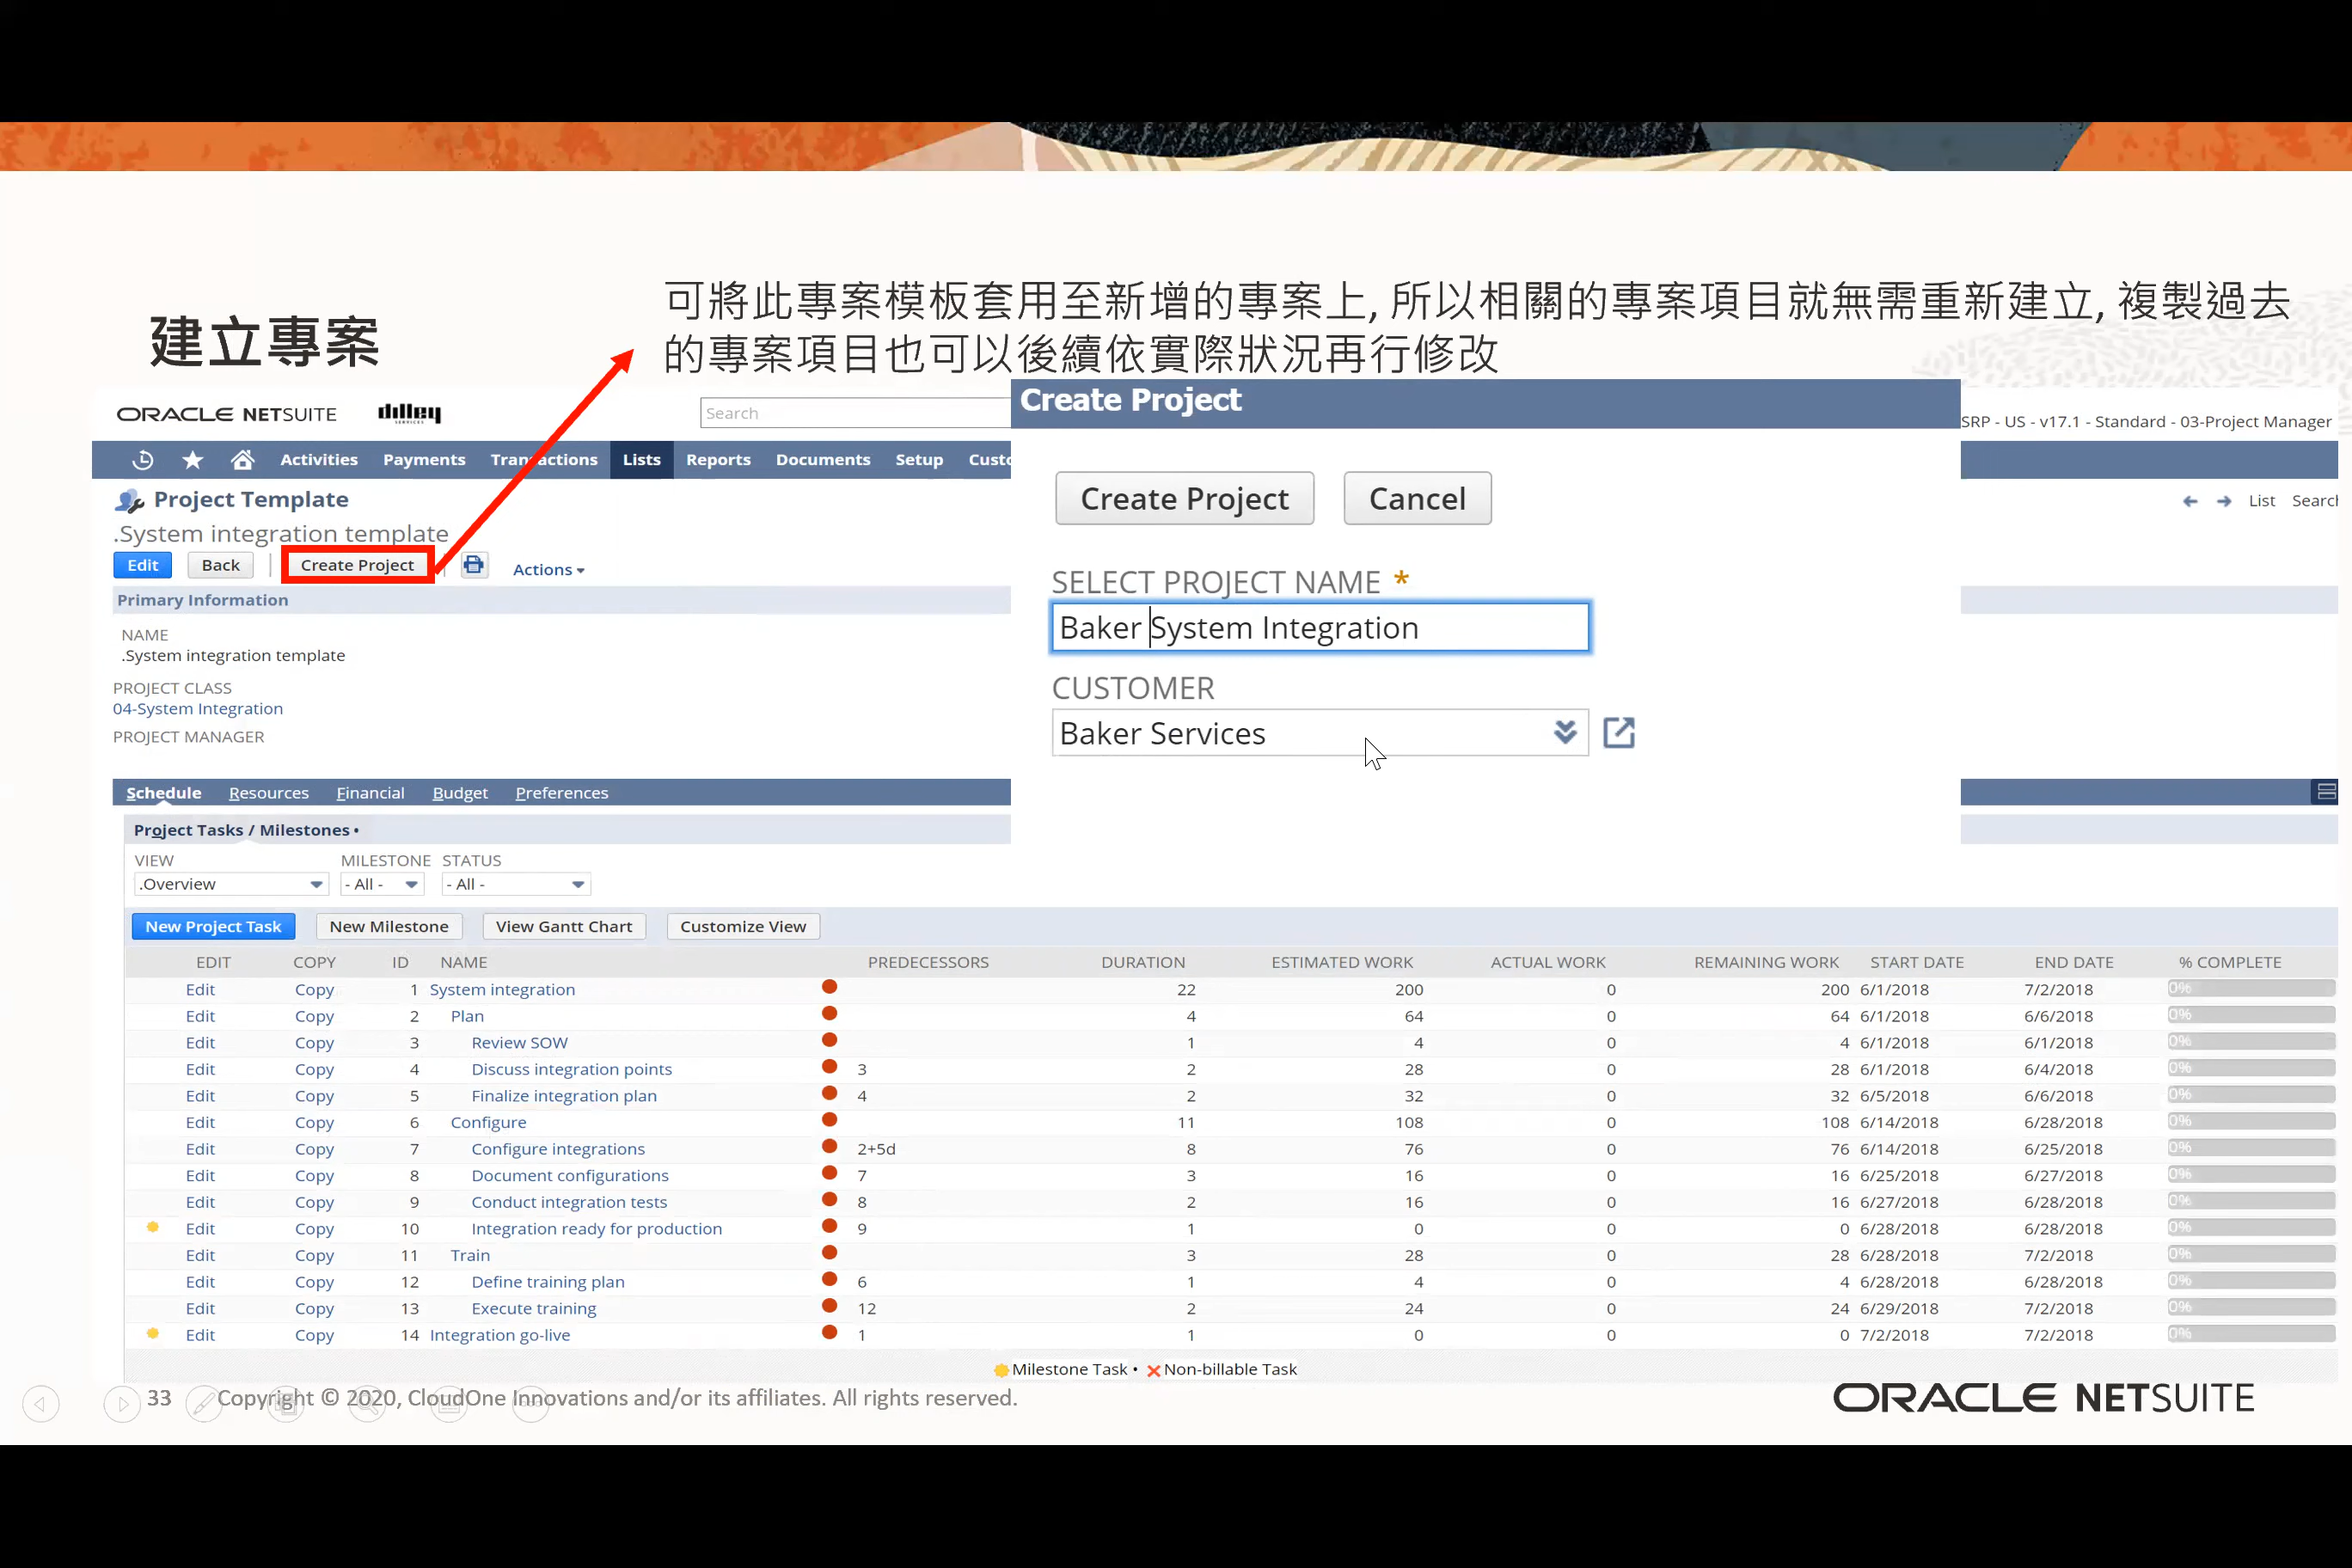 建立專案
可將此專案模板套用至新增的專案上, 所以相關的專案項目就無需重新建立, 複製過去
的專案項目也可以後續依實際狀況再行修改
ORACLE NETSUITE dilley SERVICES Search
SRP - US - v17.1 - Standard - 03-Project Manager
Activities Payments Transactions Lists Reports Documents Setup Custo
Project Template
List Search
.System integration template
Edit Back Create Project Actions
Primary Information
NAME
.System integration template
PROJECT CLASS
04-System Integration
PROJECT MANAGER
Create Project
Create Project Cancel
SELECT PROJECT NAME *
Baker System Integration
CUSTOMER
Baker Services
Schedule Resources Financial Budget Preferences
Project Tasks / Milestones •
VIEW MILESTONE STATUS
.Overview - All - - All -
New Project Task New Milestone View Gantt Chart Customize View
EDIT COPY ID NAME PREDECESSORS DURATION ESTIMATED WORK ACTUAL WORK REMAINING WORK START DATE END DATE % COMPLETE
Edit Copy 1 System integration 22 200 0 200 6/1/2018 7/2/2018 0%
Edit Copy 2 Plan 4 64 0 64 6/1/2018 6/6/2018 0%
Edit Copy 3 Review SOW 1 4 0 4 6/1/2018 6/1/2018 0%
Edit Copy 4 Discuss integration points 3 2 28 0 28 6/1/2018 6/4/2018 0%
Edit Copy 5 Finalize integration plan 4 2 32 0 32 6/5/2018 6/6/2018 0%
Edit Copy 6 Configure 11 108 0 108 6/14/2018 6/28/2018 0%
Edit Copy 7 Configure integrations 2+5d 8 76 0 76 6/14/2018 6/25/2018 0%
Edit Copy 8 Document configurations 7 3 16 0 16 6/25/2018 6/27/2018 0%
Edit Copy 9 Conduct integration tests 8 2 16 0 16 6/27/2018 6/28/2018 0%
Edit Copy 10 Integration ready for production 9 1 0 0 0 6/28/2018 6/28/2018 0%
Edit Copy 11 Train 3 28 0 28 6/28/2018 7/2/2018 0%
Edit Copy 12 Define training plan 6 1 4 0 4 6/28/2018 6/28/2018 0%
Edit Copy 13 Execute training 12 2 24 0 24 6/29/2018 7/2/2018 0%
Edit Copy 14 Integration go-live 1 1 0 0 0 7/2/2018 7/2/2018 0%
Milestone Task • Non-billable Task
33 Copyright © 2020, CloudOne Innovations and/or its affiliates. All rights reserved.
ORACLE NETSUITE